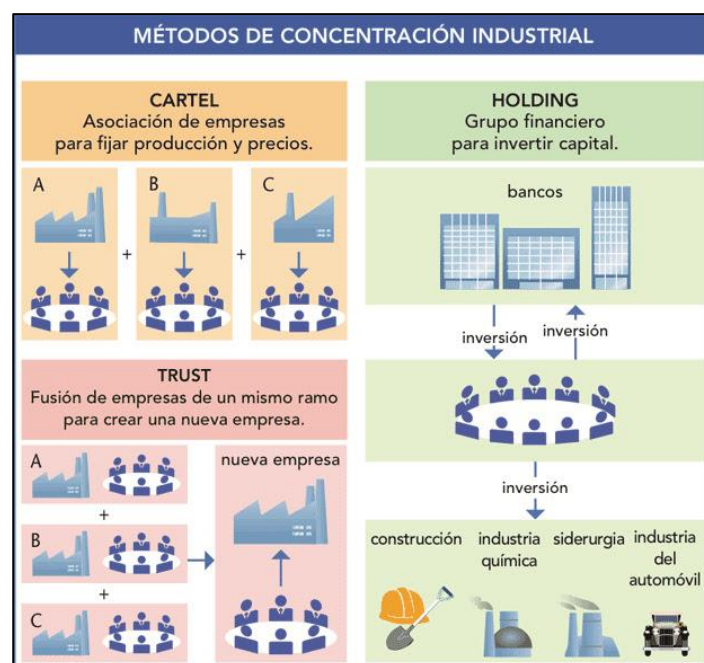 MÉTODOS DE CONCENTRACIÓN INDUSTRIAL
CARTEL
Asociación de empresas
para fijar producción y precios.
A
B
C
+
+
TRUST
Fusión de empresas de un mismo ramo
para crear una nueva empresa.
A
+
B
+
C
nueva empresa
HOLDING
Grupo financiero
para invertir capital.
bancos
inversión
inversión
inversión
construcción
industria
química
siderurgia
industria
del
automóvil